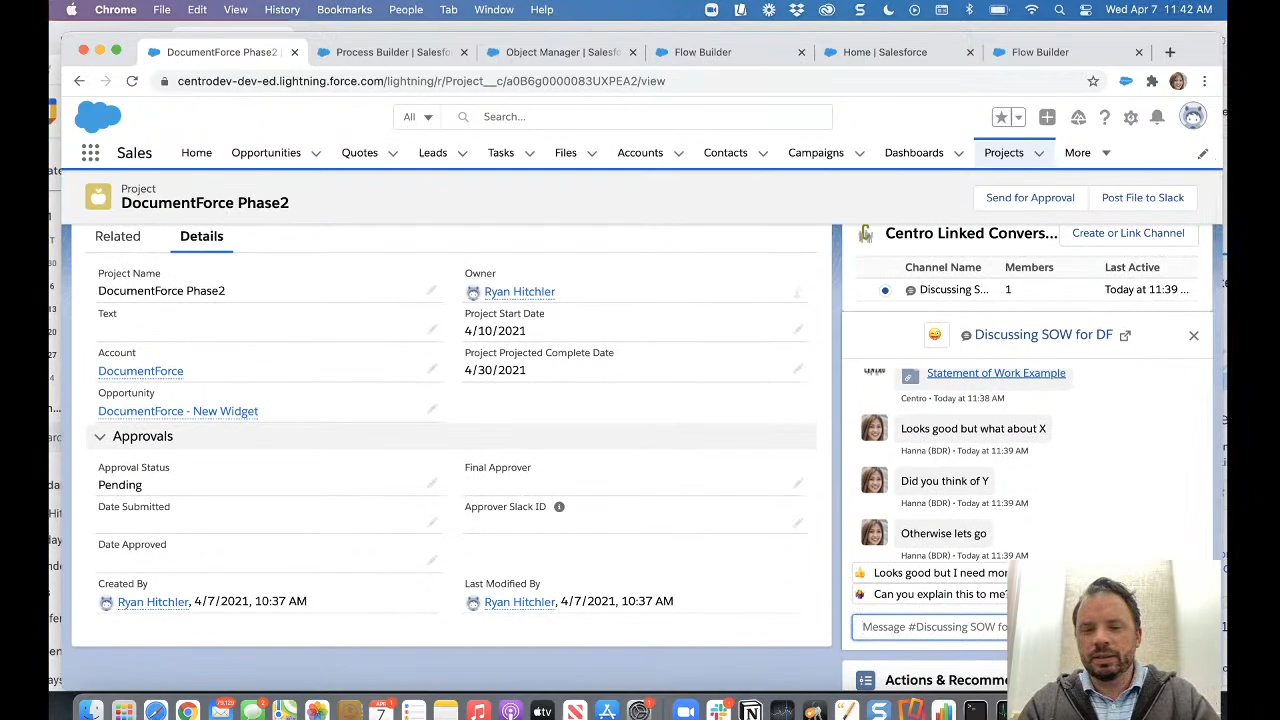 Chrome File Edit View History Bookmarks People Tab Window Help Wed Apr 7 11:42 AM
DocumentForce Phase2 | Process Builder | Salesfo Object Manager | Salesfo Flow Builder Home | Salesforce Flow Builder
centrodev-dev-ed.lightning.force.com/lightning/r/Project__c/a0B6g0000083UXPEA2/view
All Search...
Sales Home Opportunities Quotes Leads Tasks Files Accounts Contacts Campaigns Dashboards Projects More
Project
DocumentForce Phase2
Send for Approval Post File to Slack
Related Details
Project Name
DocumentForce Phase2
Owner
Ryan Hitchler
Text
Project Start Date
4/10/2021
Account
DocumentForce
Project Projected Complete Date
4/30/2021
Opportunity
DocumentForce - New Widget
Approvals
Approval Status
Pending
Final Approver
Date Submitted
Approver Slack ID
Date Approved
Created By
Ryan Hitchler, 4/7/2021, 10:37 AM
Last Modified By
Ryan Hitchler, 4/7/2021, 10:37 AM
Centro Linked Convers... Create or Link Channel
Channel Name Members Last Active
Discussing S... 1 Today at 11:39 ...
Discussing SOW for DF
Statement of Work Example
Centro • Today at 11:38 AM
Looks good but what about X
Hanna (BDR) • Today at 11:39 AM
Did you think of Y
Hanna (BDR) • Today at 11:39 AM
Otherwise lets go
Hanna (BDR) • Today at 11:39 AM
Looks good but I need mor
Can you explain this to me?
Message #Discussing SOW fo
Actions & Recomme